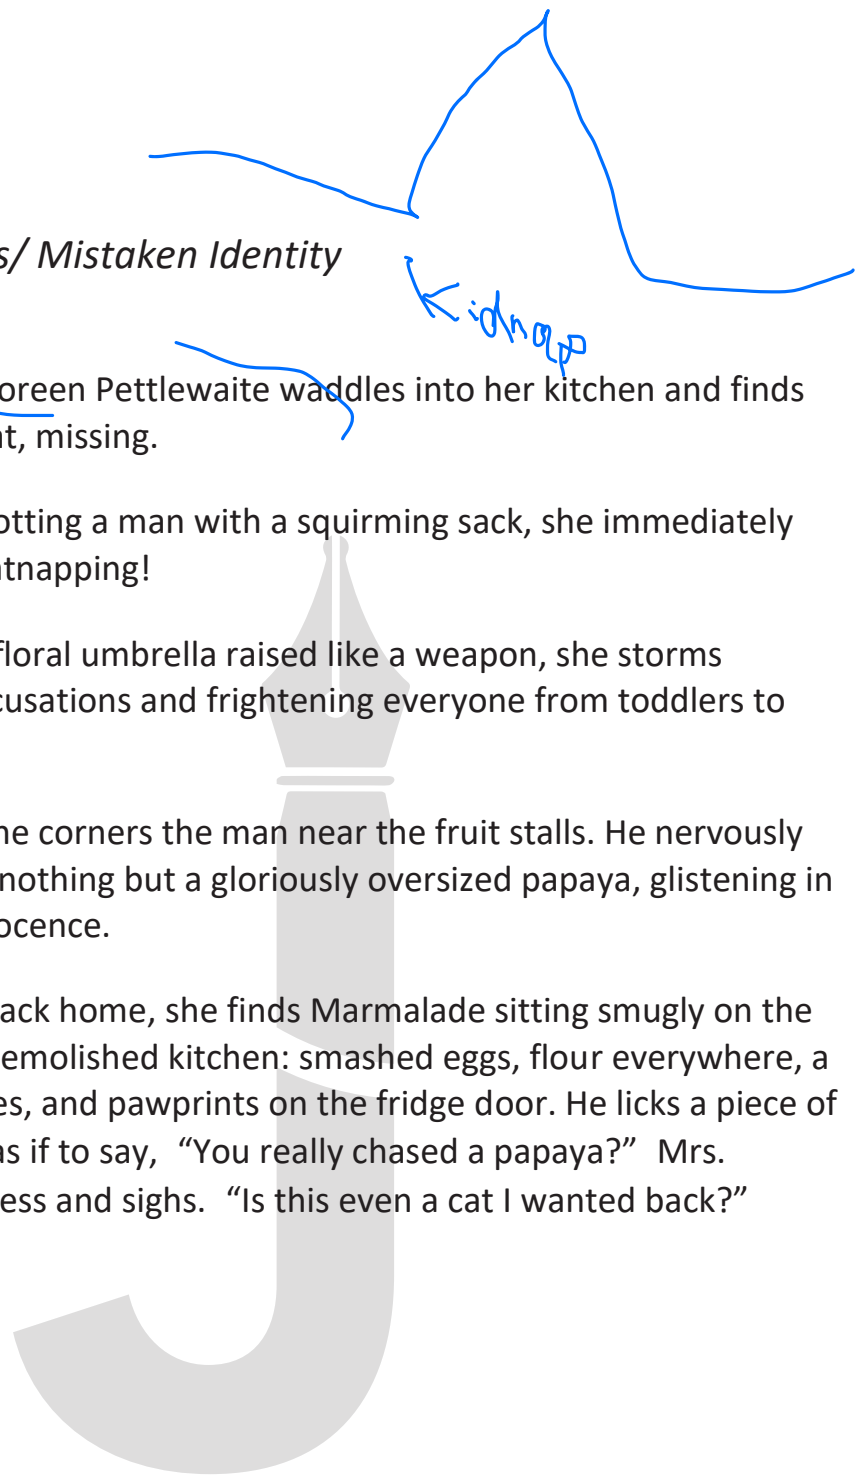 s/ Mistaken Identity
Kidnap
oreen Pettlewaite waddles into her kitchen and finds
at, missing.
otting a man with a squirming sack, she immediately
atnapping!
floral umbrella raised like a weapon, she storms
cusations and frightening everyone from toddlers to
he corners the man near the fruit stalls. He nervously
nothing but a gloriously oversized papaya, glistening in
ocence.
ack home, she finds Marmalade sitting smugly on the
emolished kitchen: smashed eggs, flour everywhere, a
es, and pawprints on the fridge door. He licks a piece of
as if to say, “You really chased a papaya?” Mrs.
ess and sighs. “Is this even a cat I wanted back?”